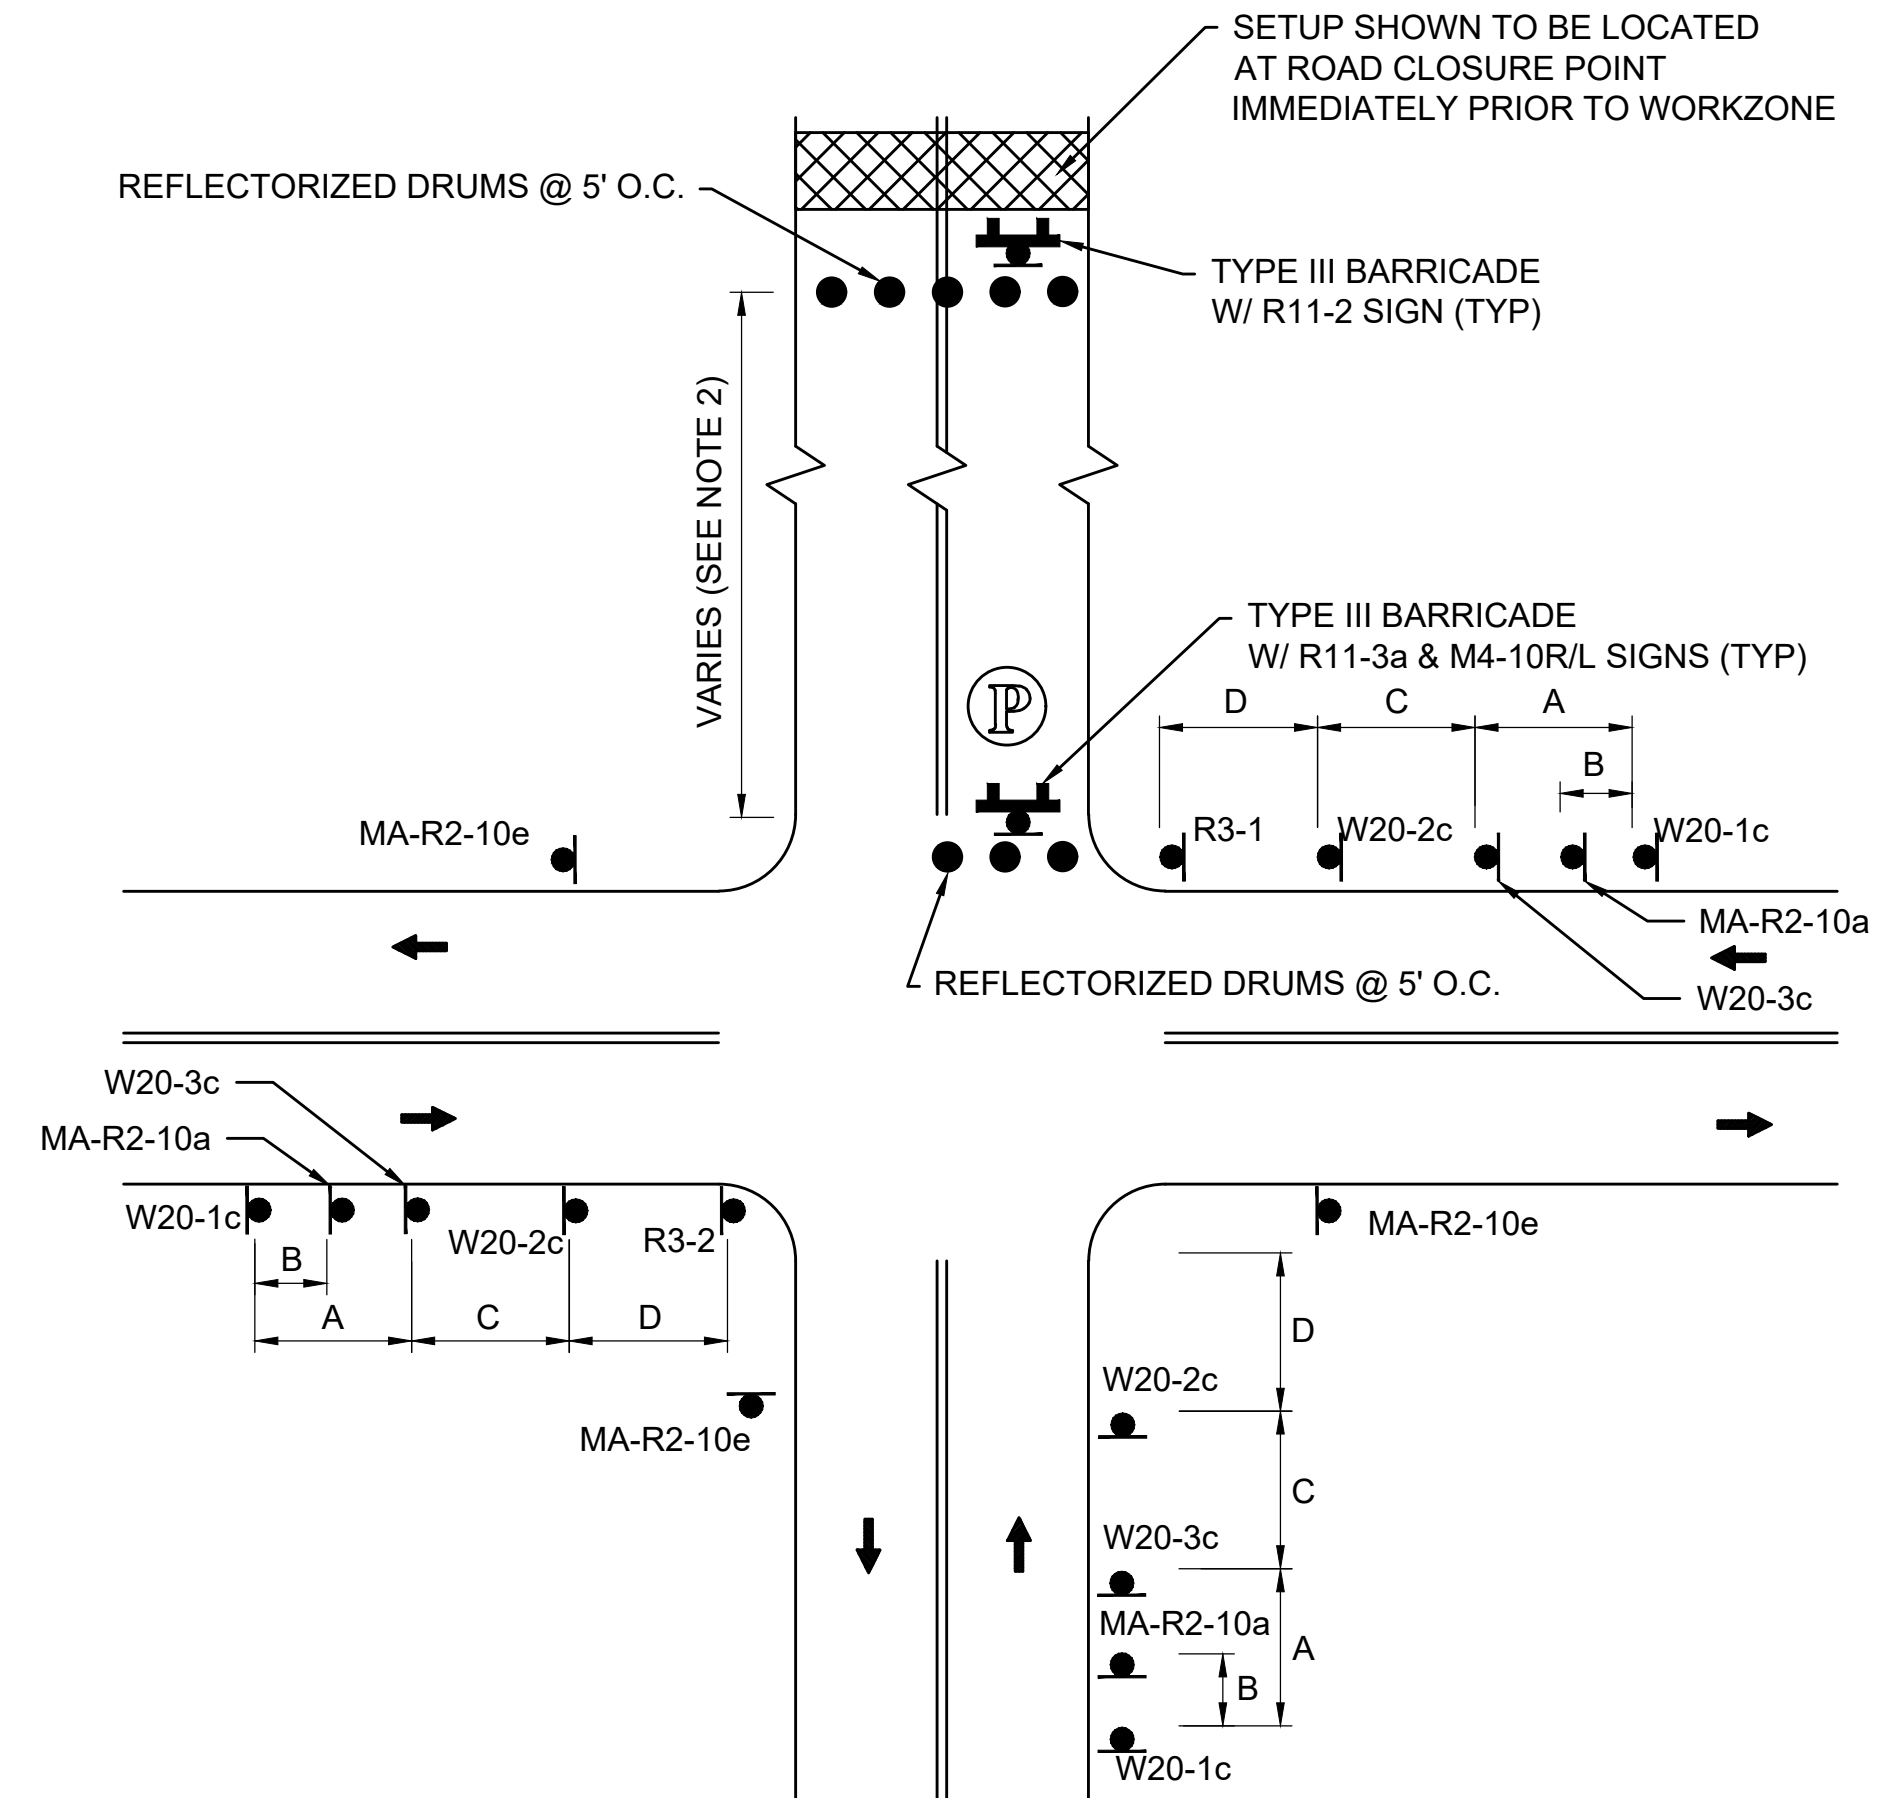 SETUP SHOWN TO BE LOCATED
AT ROAD CLOSURE POINT
IMMEDIATELY PRIOR TO WORKZONE
REFLECTORIZED DRUMS @ 5' O.C.
TYPE III BARRICADE
W/ R11-2 SIGN (TYP)
VARIES (SEE NOTE 2)
TYPE III BARRICADE
W/ R11-3a & M4-10R/L SIGNS (TYP)
P
D
C
A
B
MA-R2-10e
R3-1
W20-2c
W20-1c
MA-R2-10a
W20-3c
REFLECTORIZED DRUMS @ 5' O.C.
W20-3c
MA-R2-10a
W20-1c
W20-2c
R3-2
B
A
C
D
MA-R2-10e
MA-R2-10e
D
W20-2c
C
W20-3c
MA-R2-10a
A
B
W20-1c